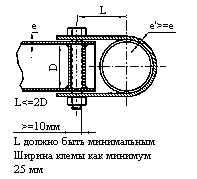 L
e
e'>=e
D
L<=2D
>=10мм
L должно быть минимальным
Ширина клемы как минимум
25 мм